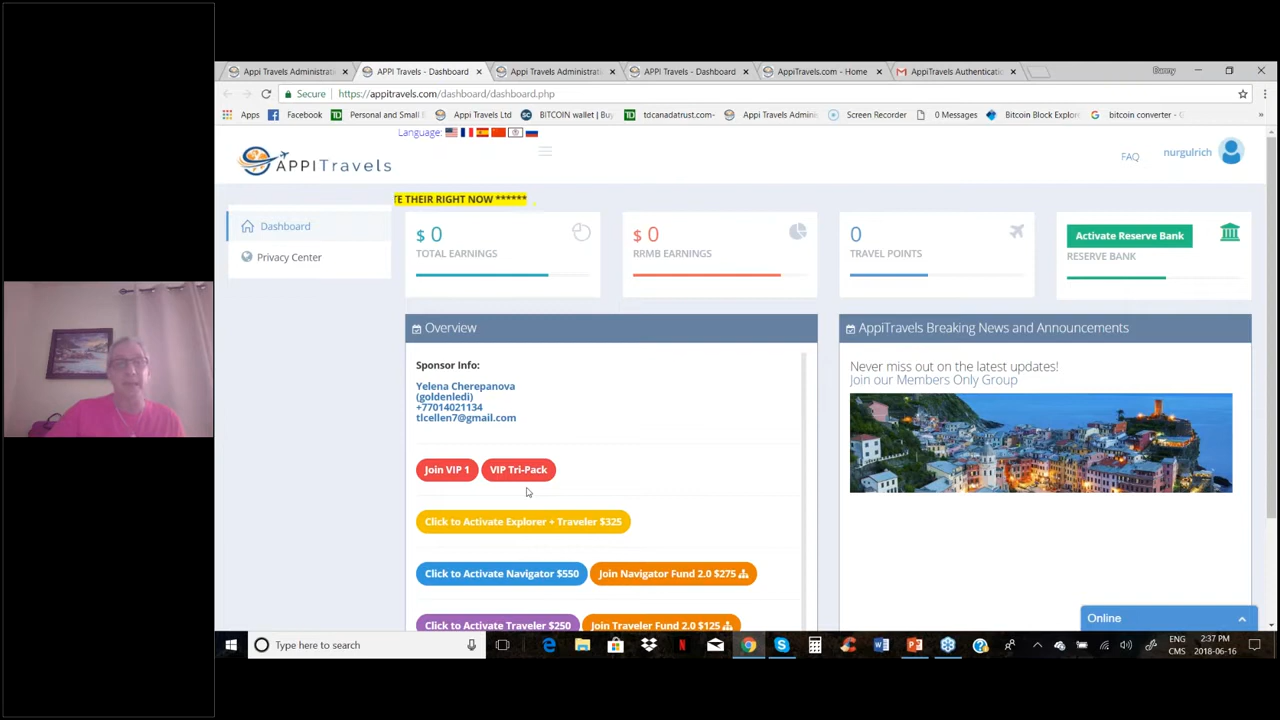 Appi Travels Administrati
APPI Travels - Dashboard
Appi Travels Administrati
APPI Travels - Dashboard
AppiTravels.com - Home
AppiTravels Authenticati
Danny
Secure
https://appitravels.com/dashboard/dashboard.php
Apps
Facebook
Personal and Small B
Appi Travels Ltd
BITCOIN wallet | Buy
tdcanadatrust.com-
Appi Travels Admini
Screen Recorder
0 Messages
Bitcoin Block Explor
bitcoin converter -
Language:
APPITravels
FAQ
nurgulrich
TE THEIR RIGHT NOW ******
Dashboard
Privacy Center
$ 0
TOTAL EARNINGS
$ 0
RRMB EARNINGS
0
TRAVEL POINTS
Activate Reserve Bank
RESERVE BANK
Overview
Sponsor Info:
Yelena Cherepanova
(goldenledi)
+77014021134
tlcellen7@gmail.com
Join VIP 1
VIP Tri-Pack
Click to Activate Explorer + Traveler $325
Click to Activate Navigator $550
Join Navigator Fund 2.0 $275
Click to Activate Traveler $250
Join Traveler Fund 2.0 $125
AppiTravels Breaking News and Announcements
Never miss out on the latest updates!
Join our Members Only Group
Online
Type here to search
ENG
CMS
2:37 PM
2018-06-16